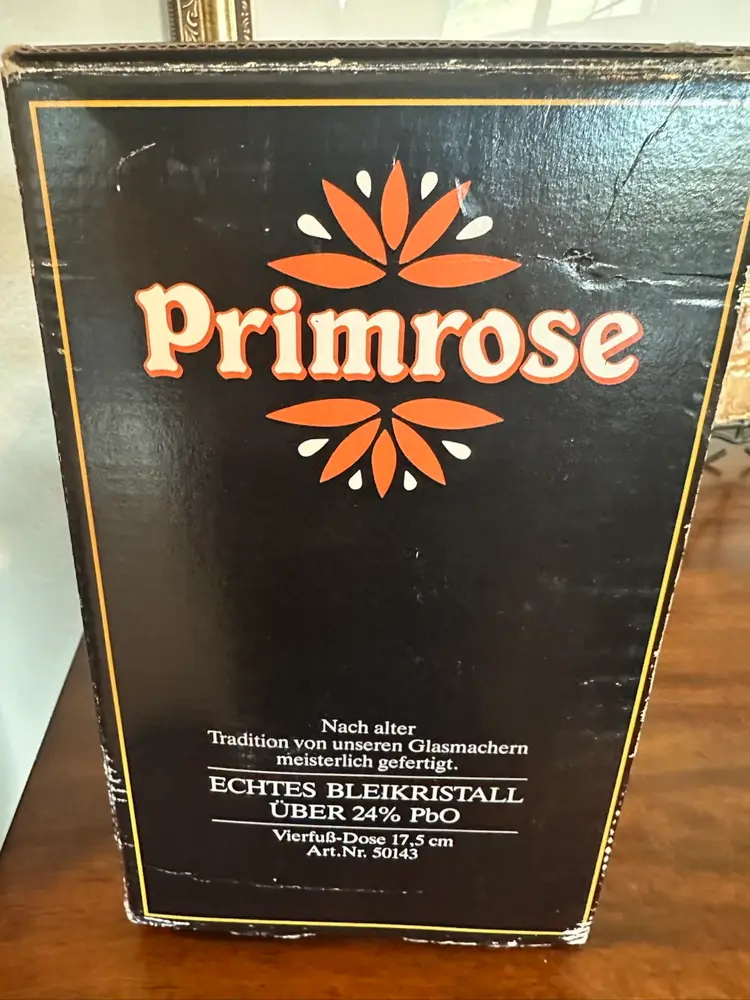 Primrose
Nach alter
Tradition von unseren Glasmachern
meisterlich gefertigt.
ECHTES BLEIKRISTALL
ÜBER 24% PbO
Vierfuß-Dose 17,5 cm
Art.Nr. 50143